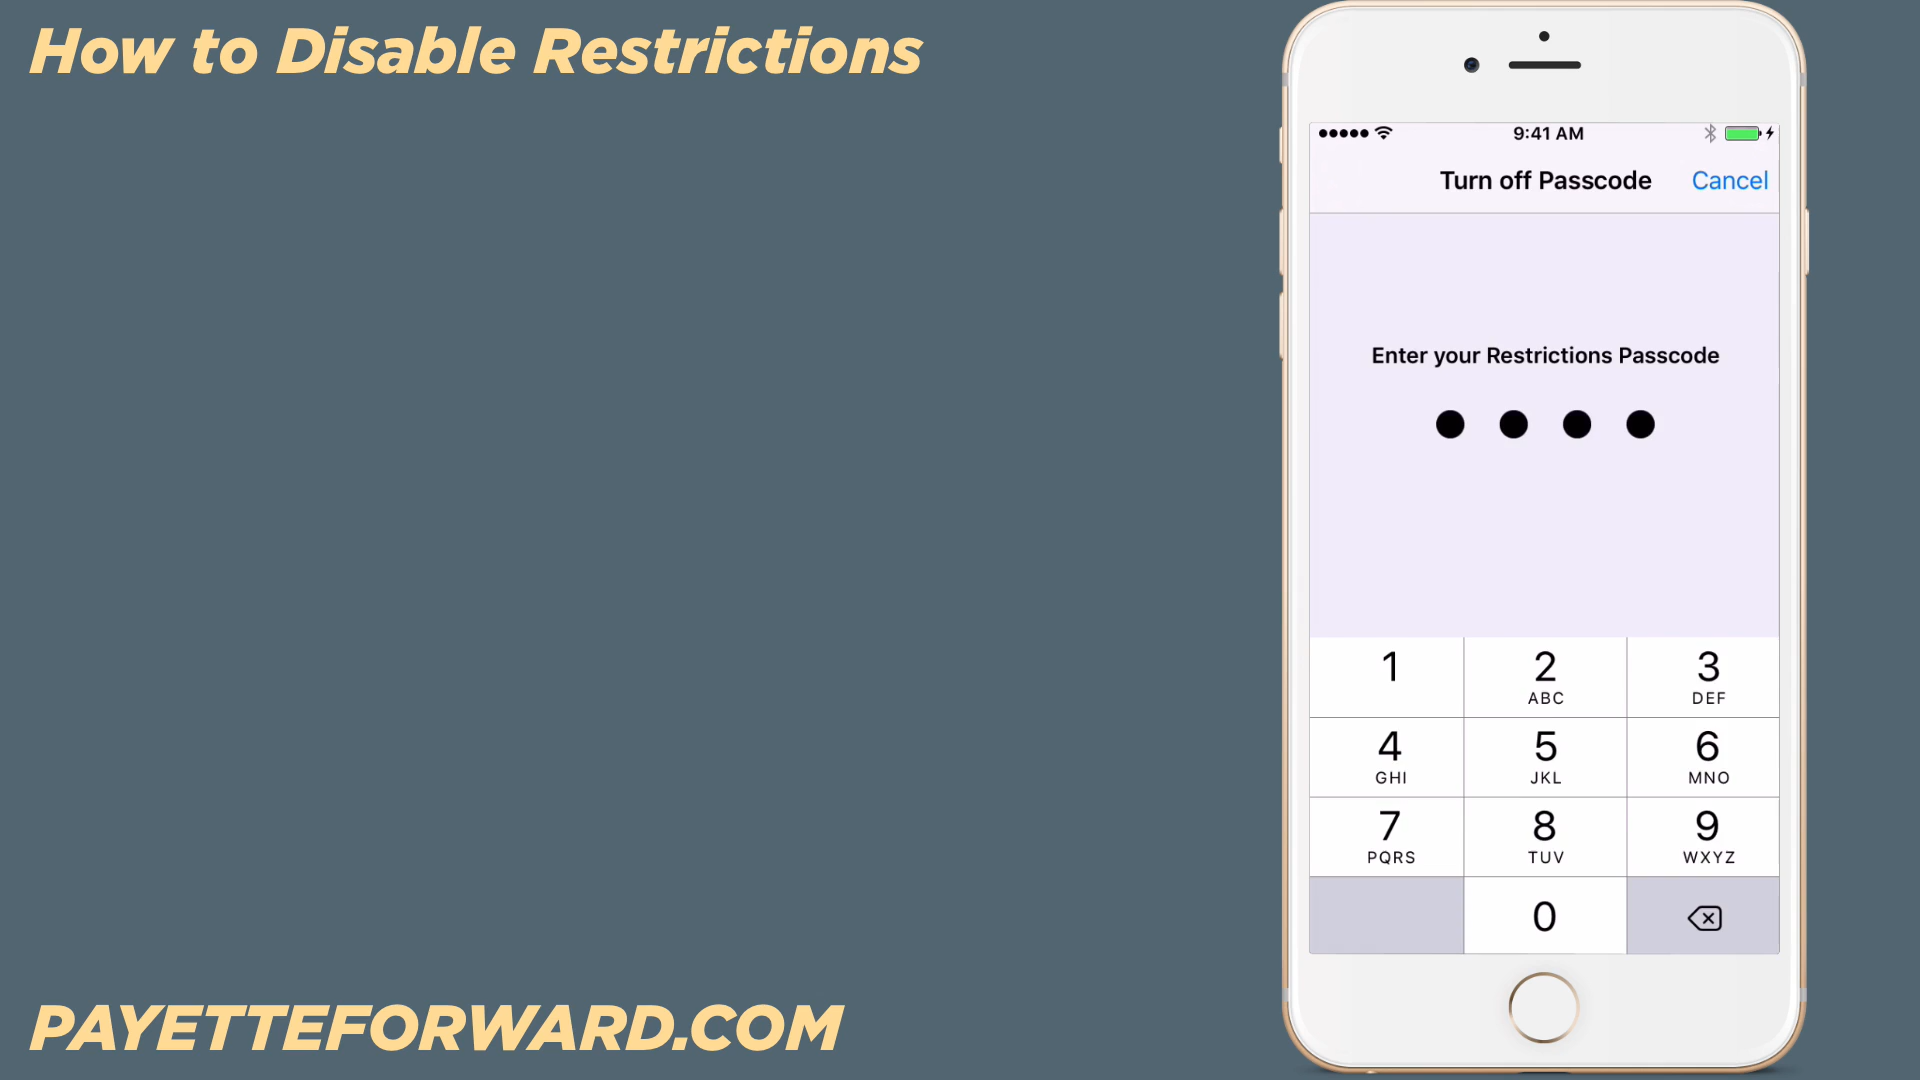 How to Disable Restrictions
9:41 AM
Turn off Passcode Cancel
Enter your Restrictions Passcode
1 2 3
ABC DEF
4 5 6
GHI JKL MNO
7 8 9
PQRS TUV WXYZ
0
PAYETTEFORWARD.COM